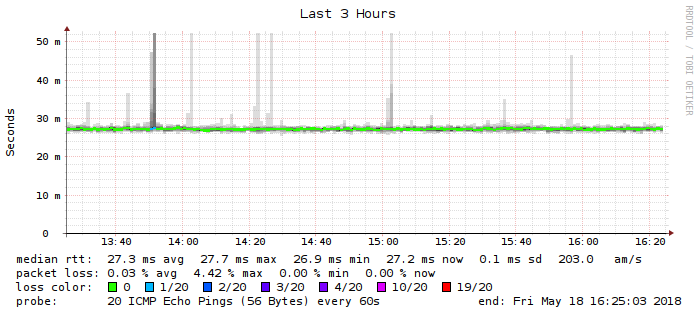 Last 3 Hours
RRDTOOL / TOBI OETIKER
Seconds
50 m
40 m
30 m
20 m
10 m
0
13:40 14:00 14:20 14:40 15:00 15:20 15:40 16:00 16:20
median rtt: 27.3 ms avg 27.7 ms max 26.9 ms min 27.2 ms now 0.1 ms sd 203.0 am/s
packet loss: 0.03 % avg 4.42 % max 0.00 % min 0.00 % now
loss color: 0 1/20 2/20 3/20 4/20 10/20 19/20
probe: 20 ICMP Echo Pings (56 Bytes) every 60s end: Fri May 18 16:25:03 2018